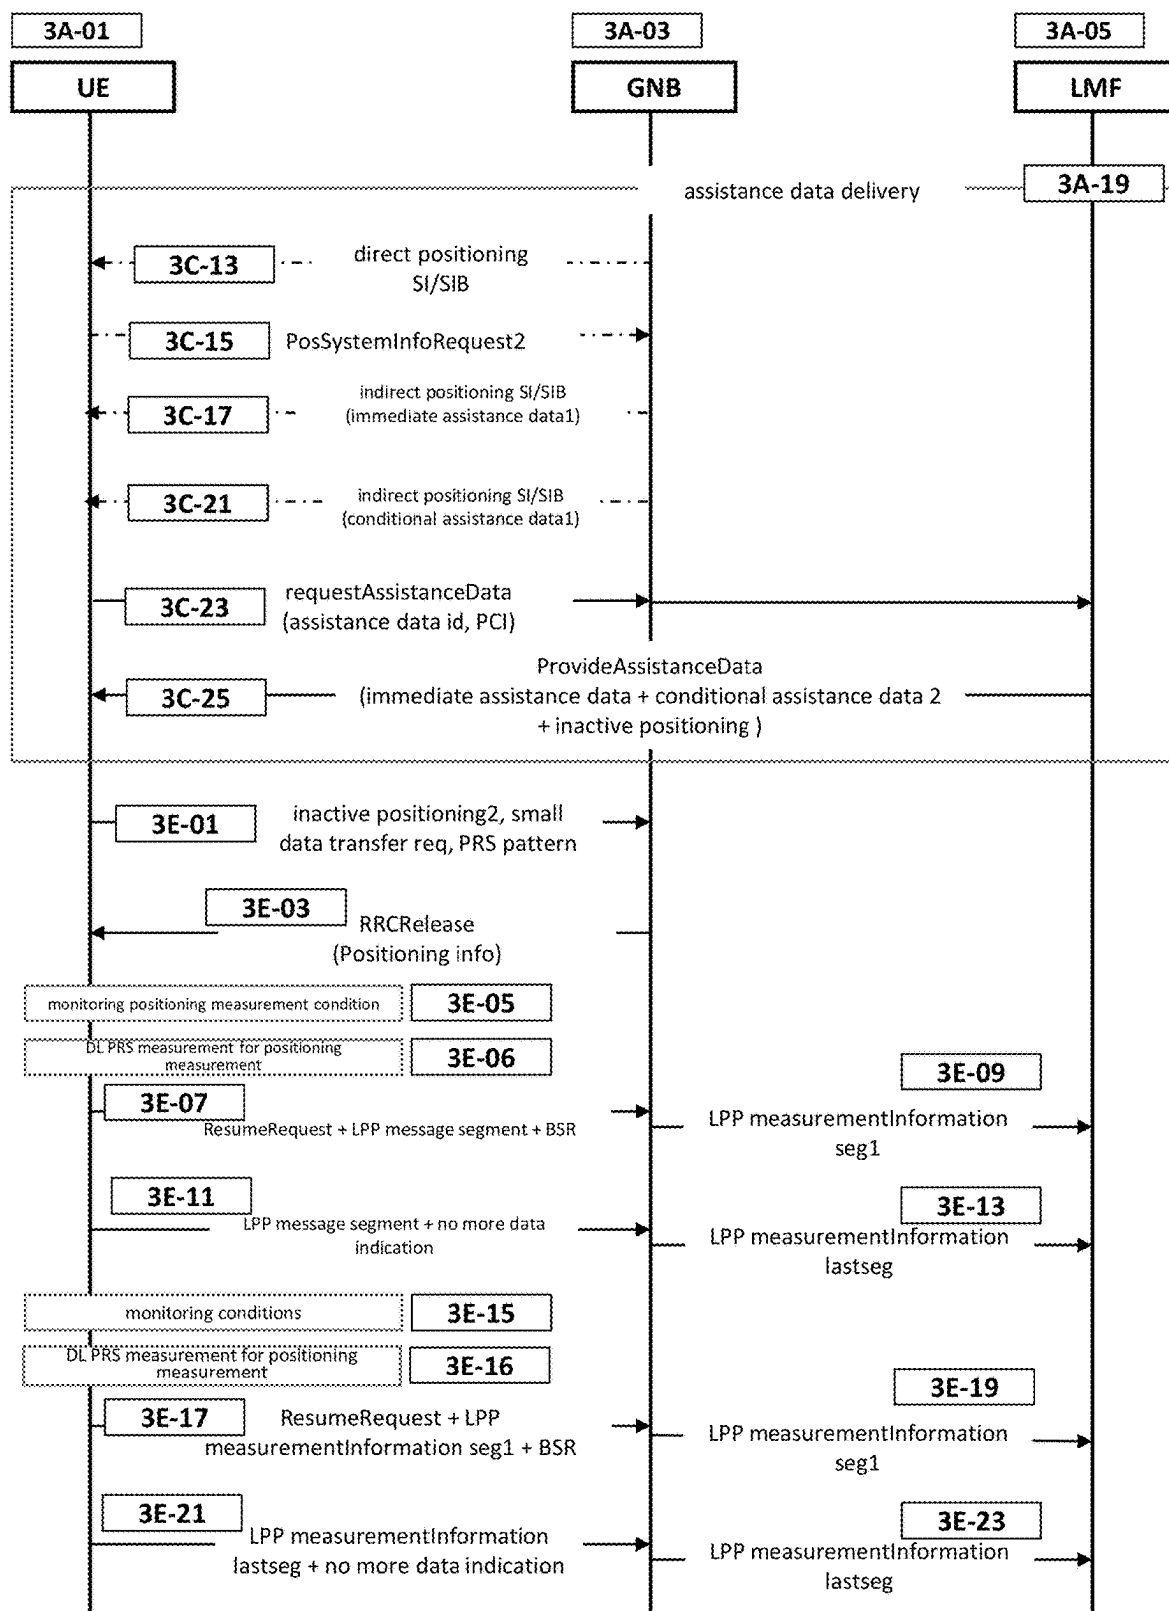 3A-01
3A-03
3A-05
UE
GNB
LMF
assistance data delivery
3A-19
3C-13
direct positioning
SI/SIB
3C-15
PosSystemInfoRequest2
3C-17
indirect positioning SI/SIB
(immediate assistance data1)
3C-21
indirect positioning SI/SIB
(conditional assistance data1)
3C-23
requestAssistanceData
(assistance data id, PCI)
3C-25
ProvideAssistanceData
(immediate assistance data + conditional assistance data 2
+ inactive positioning )
3E-01
inactive positioning2, small
data transfer req, PRS pattern
3E-03
RRCRelease
(Positioning info)
monitoring positioning measurement condition
3E-05
DL PRS measurement for positioning
measurement
3E-06
3E-07
ResumeRequest + LPP message segment + BSR
3E-09
LPP measurementInformation
seg1
3E-11
LPP message segment + no more data
indication
3E-13
LPP measurementInformation
lastseg
monitoring conditions
3E-15
DL PRS measurement for positioning
measurement
3E-16
3E-17
ResumeRequest + LPP
measurementInformation seg1 + BSR
3E-19
LPP measurementInformation
seg1
3E-21
LPP measurementInformation
lastseg + no more data indication
3E-23
LPP measurementInformation
lastseg